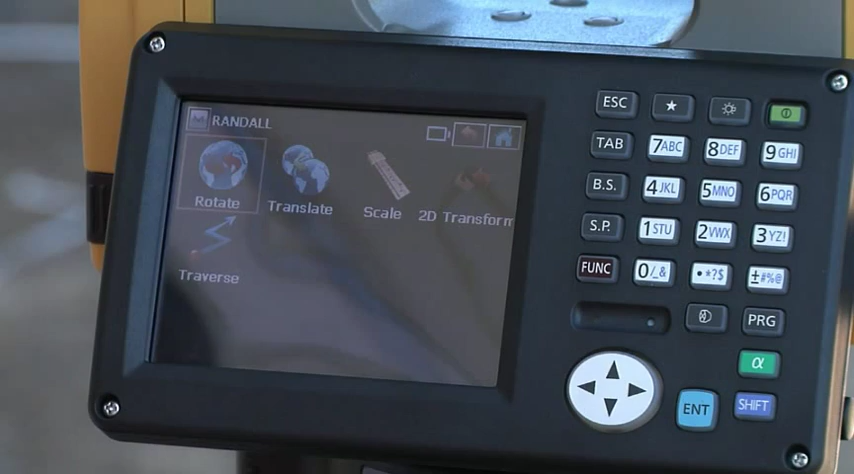 RANDALL
Rotate Translate Scale 2D Transform
Traverse
ESC ★
TAB 7ABC 8DEF 9GHI
B.S. 4JKL 5MNO 6PQR
S.P. 1STU 2VWX 3YZ!
FUNC 0/_& •*?$ ±#%@
PRG
α
ENT SHIFT